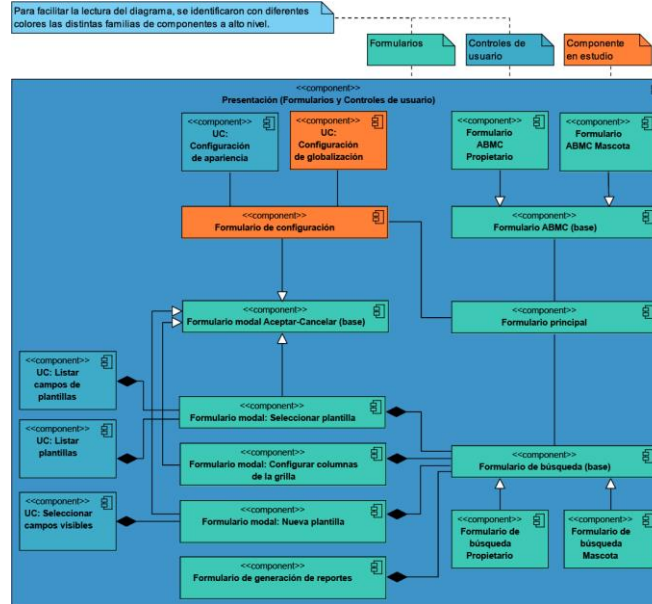 Para facilitar la lectura del diagrama, se identificaron con diferentes
colores las distintas familias de componentes a alto nivel.
Formularios
Controles de
usuario
Componente
en estudio
<<component>>
Presentación (Formularios y Controles de usuario)
<<component>>
UC:
Configuración
de apariencia
<<component>>
UC:
Configuración
de globalización
<<component>>
Formulario
ABMC
Propietario
<<component>>
Formulario
ABMC Mascota
<<component>>
Formulario de configuración
<<component>>
Formulario ABMC (base)
<<component>>
Formulario modal Aceptar-Cancelar (base)
<<component>>
Formulario principal
<<component>>
UC: Listar
campos de
plantillas
<<component>>
Formulario modal: Seleccionar plantilla
<<component>>
UC: Listar
plantillas
<<component>>
Formulario modal: Configurar columnas
de la grilla
<<component>>
Formulario de búsqueda (base)
<<component>>
UC: Seleccionar
campos visibles
<<component>>
Formulario modal: Nueva plantilla
<<component>>
Formulario de
búsqueda
Propietario
<<component>>
Formulario de
búsqueda
Mascota
<<component>>
Formulario de generación de reportes